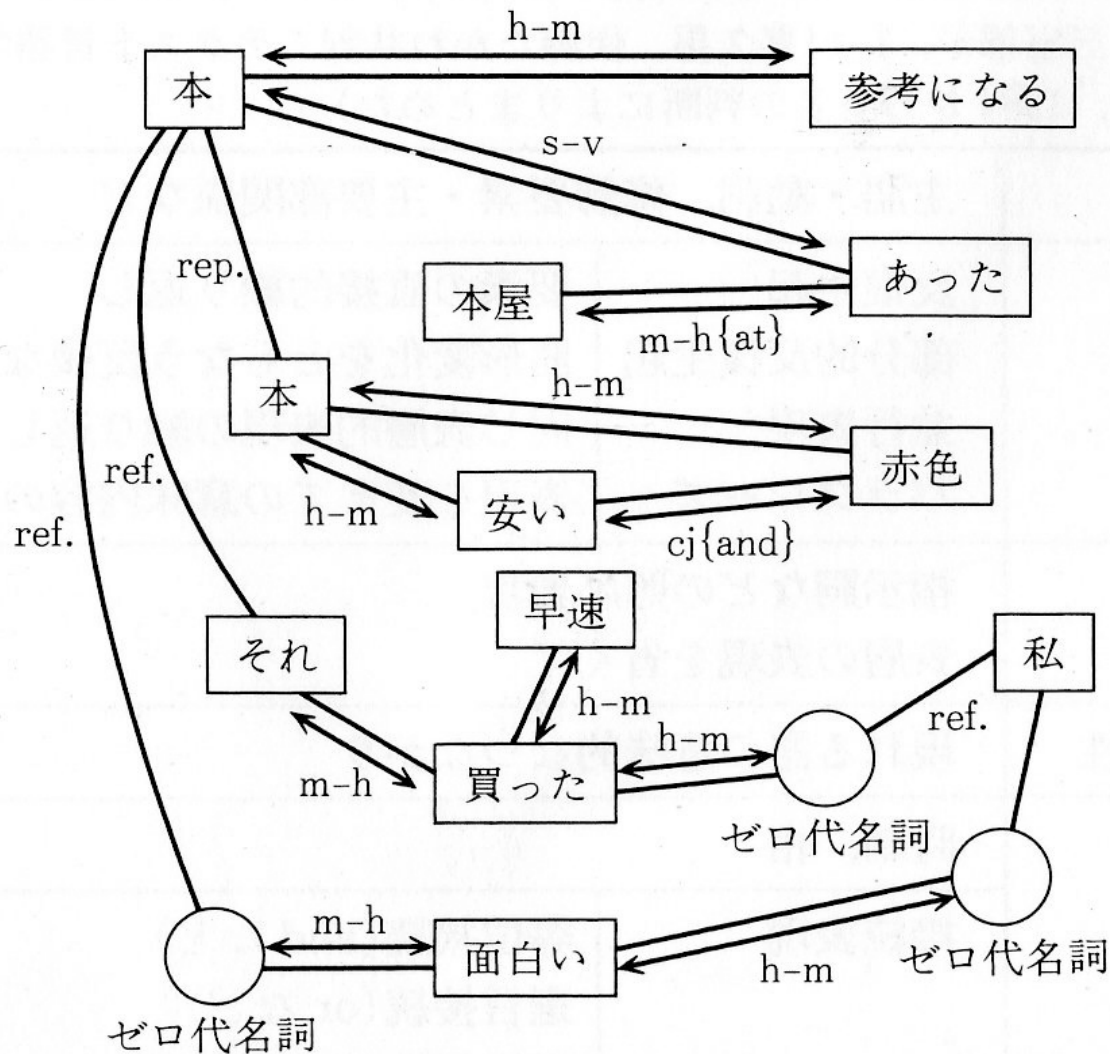 h–m
本
参考になる
s–v
あった
rep.
本屋
m–h{at}
h–m
本
赤色
ref.
安い
h–m
cj{and}
ref.
早速
それ
私
h–m
h–m
ref.
m–h
買った
ゼロ代名詞
m–h
面白い
h–m
ゼロ代名詞
ゼロ代名詞